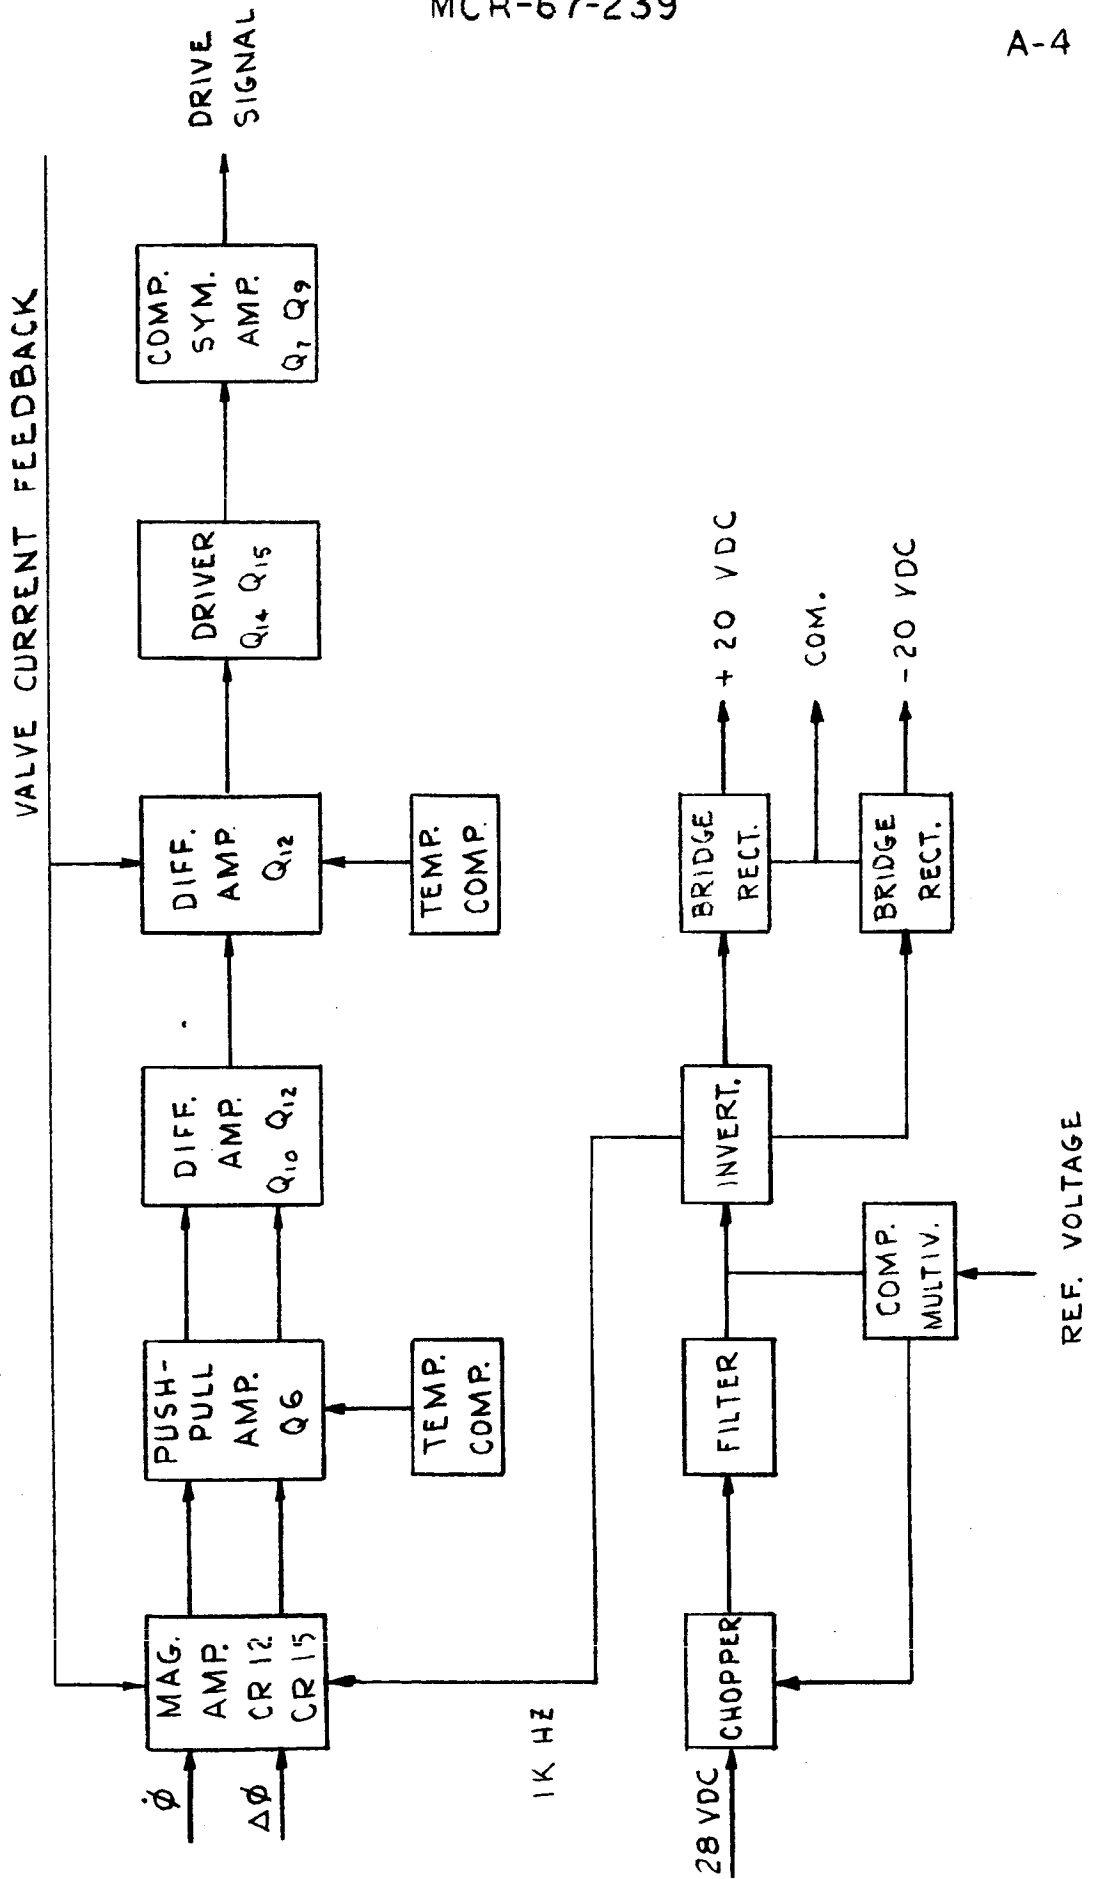 MCR-67-239
A-4
VALVE CURRENT FEEDBACK
φ̇
Δφ
MAG.
AMP.
CR 12
CR 15
PUSH-
PULL
AMP.
Q6
DIFF.
AMP.
Q10 Q12
DIFF.
AMP.
Q12
DRIVER
Q14 Q15
COMP.
SYM.
AMP.
Q7 Q9
DRIVE
SIGNAL
TEMP.
COMP.
TEMP.
COMP.
1K HZ
28 VDC
CHOPPER
FILTER
INVERT.
BRIDGE
RECT.
+ 20 VDC
COM.
BRIDGE
RECT.
-20 VDC
COMP.
MULTIV.
REF. VOLTAGE